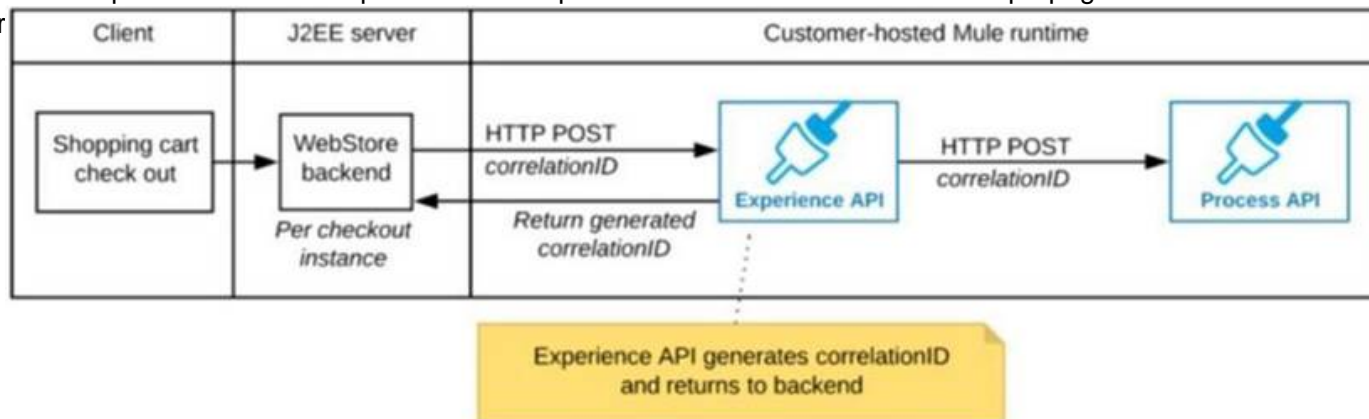 Client
J2EE server
Customer-hosted Mule runtime
Shopping cart
check out
WebStore
backend
Per checkout
instance
HTTP POST
correlationID
Return generated
correlationID
Experience API
HTTP POST
correlationID
Process API
Experience API generates correlationID
and returns to backend